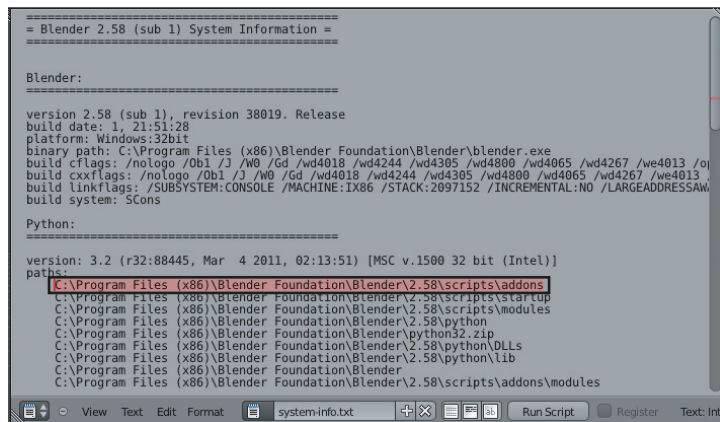 =======================================
= Blender 2.58 (sub 1) System Information =
=======================================
Blender:
=======================================
version 2.58 (sub 1), revision 38019. Release
build date: 1, 21:51:28
platform: Windows:32bit
binary path: C:\Program Files (x86)\Blender Foundation\Blender\blender.exe
build cflags: /nologo /Ob1 /J /W0 /Gd /wd4018 /wd4244 /wd4305 /wd4800 /wd4065 /wd4267 /we4013
build cxxflags: /nologo /Ob1 /J /W0 /Gd /wd4018 /wd4244 /wd4305 /wd4800 /wd4065 /wd4267 /we4013
build linkflags: /SUBSYSTEM:CONSOLE /MACHINE:IX86 /STACK:2097152 /INCREMENTAL:NO
build system: SCons
Python:
=======================================
version: 3.2 (r32:88445, Mar 4 2011, 02:13:51) [MSC v.1500 32 bit (Intel)]
paths:
C:\Program Files (x86)\Blender Foundation\Blender\2.58\scripts\addons
C:\Program Files (x86)\Blender Foundation\Blender\2.58\scripts\startup
C:\Program Files (x86)\Blender Foundation\Blender\2.58\scripts\modules
C:\Program Files (x86)\Blender Foundation\Blender\2.58\python
C:\Program Files (x86)\Blender Foundation\Blender\python32.zip
C:\Program Files (x86)\Blender Foundation\Blender\2.58\python\DLLs
C:\Program Files (x86)\Blender Foundation\Blender\2.58\python\lib
C:\Program Files (x86)\Blender Foundation\Blender
C:\Program Files (x86)\Blender Foundation\Blender\2.58\scripts\addons\modules
View Text Edit Format system-info.txt ab Run Script Register Text: Int